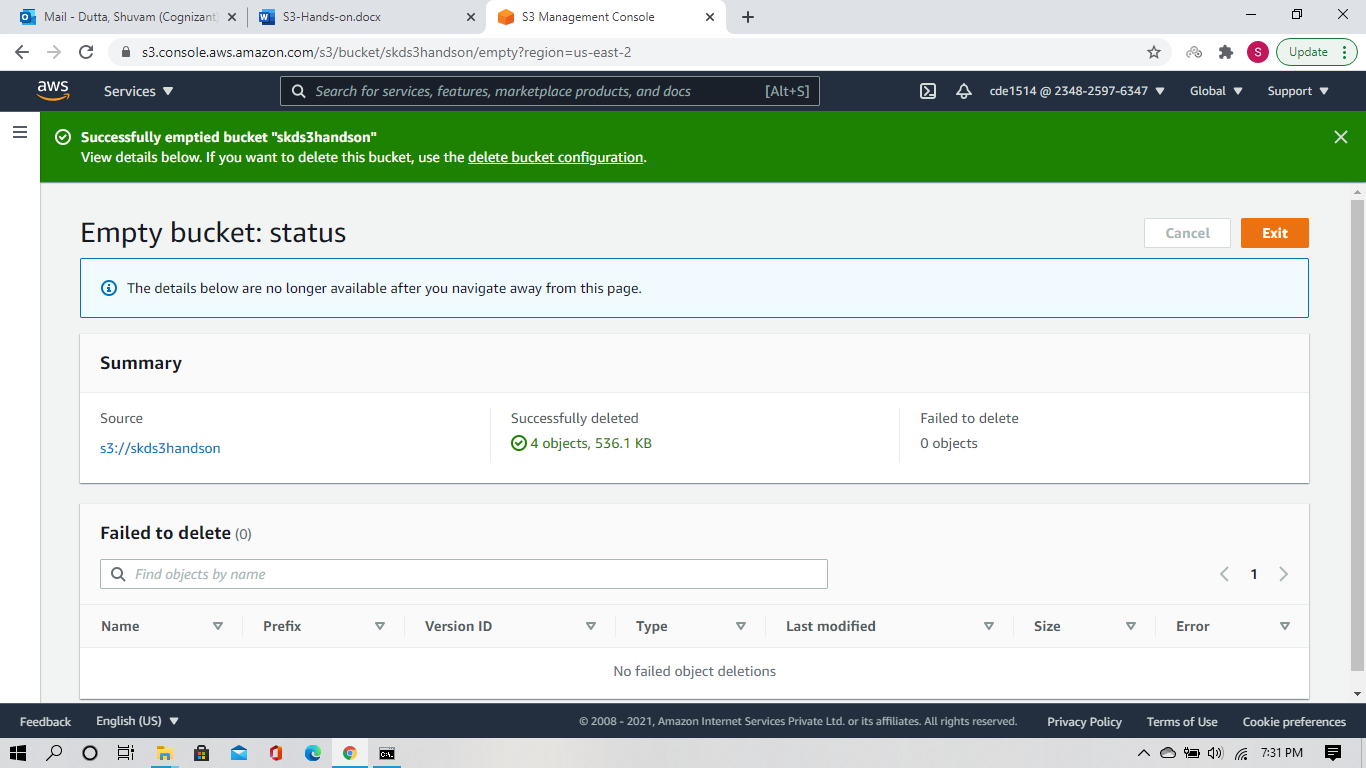 Mail - Dutta, Shuvam (Cognizant)
S3-Hands-on.docx
S3 Management Console
s3.console.aws.amazon.com/s3/bucket/skds3handson/empty?region=us-east-2
S
Update
aws
Services
Search for services, features, marketplace products, and docs [Alt+S]
cde1514 @ 2348-2597-6347
Global
Support
Successfully emptied bucket "skds3handson"
View details below. If you want to delete this bucket, use the delete bucket configuration.
Empty bucket: status
Cancel
Exit
The details below are no longer available after you navigate away from this page.
Summary
Source
Successfully deleted
Failed to delete
s3://skds3handson
4 objects, 536.1 KB
0 objects
Failed to delete (0)
Find objects by name
1
Name
Prefix
Version ID
Type
Last modified
Size
Error
No failed object deletions
Feedback
English (US)
© 2008 - 2021, Amazon Internet Services Private Ltd. or its affiliates. All rights reserved.
Privacy Policy
Terms of Use
Cookie preferences
7:31 PM